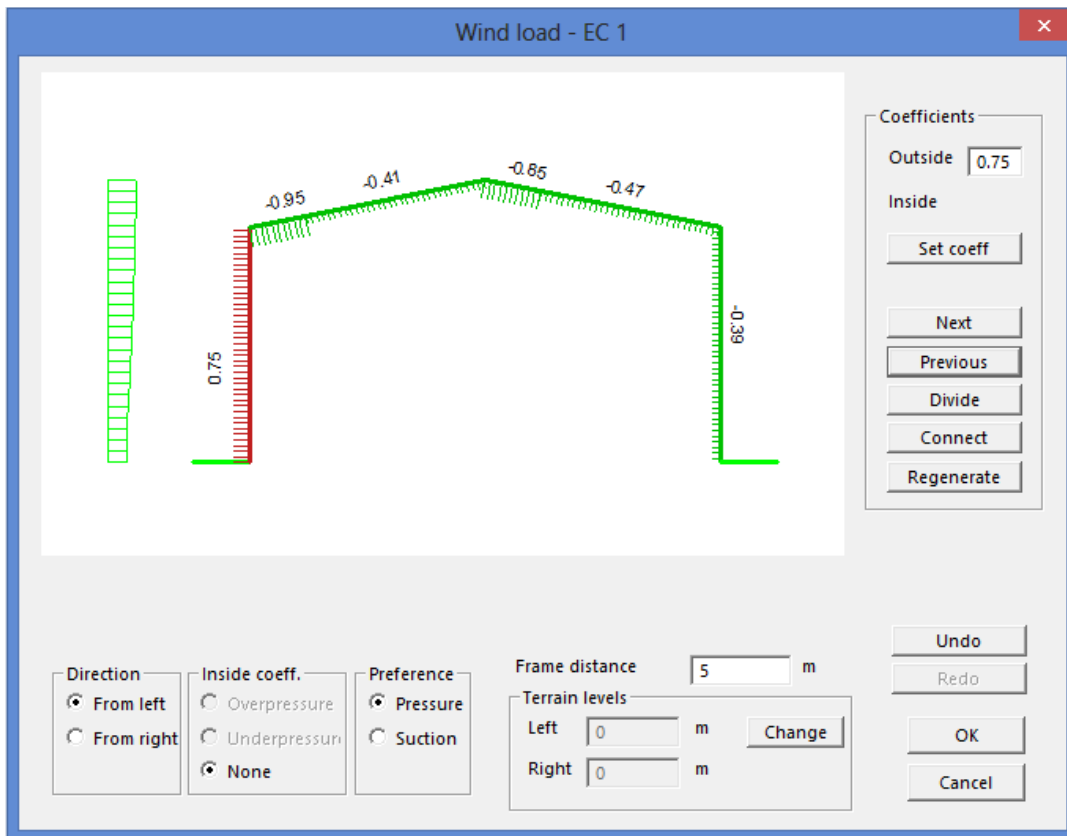 Wind load - EC 1
Coefficients
Outside 0.75
Inside
Set coeff
Next
Previous
Divide
Connect
Regenerate
-0.95
-0.41
-0.85
-0.47
0.75
-0.39
Undo
Redo
OK
Cancel
Direction
From left
From right
Inside coeff.
Overpressure
Underpressur
None
Preference
Pressure
Suction
Frame distance 5 m
Terrain levels
Left 0 m Change
Right 0 m